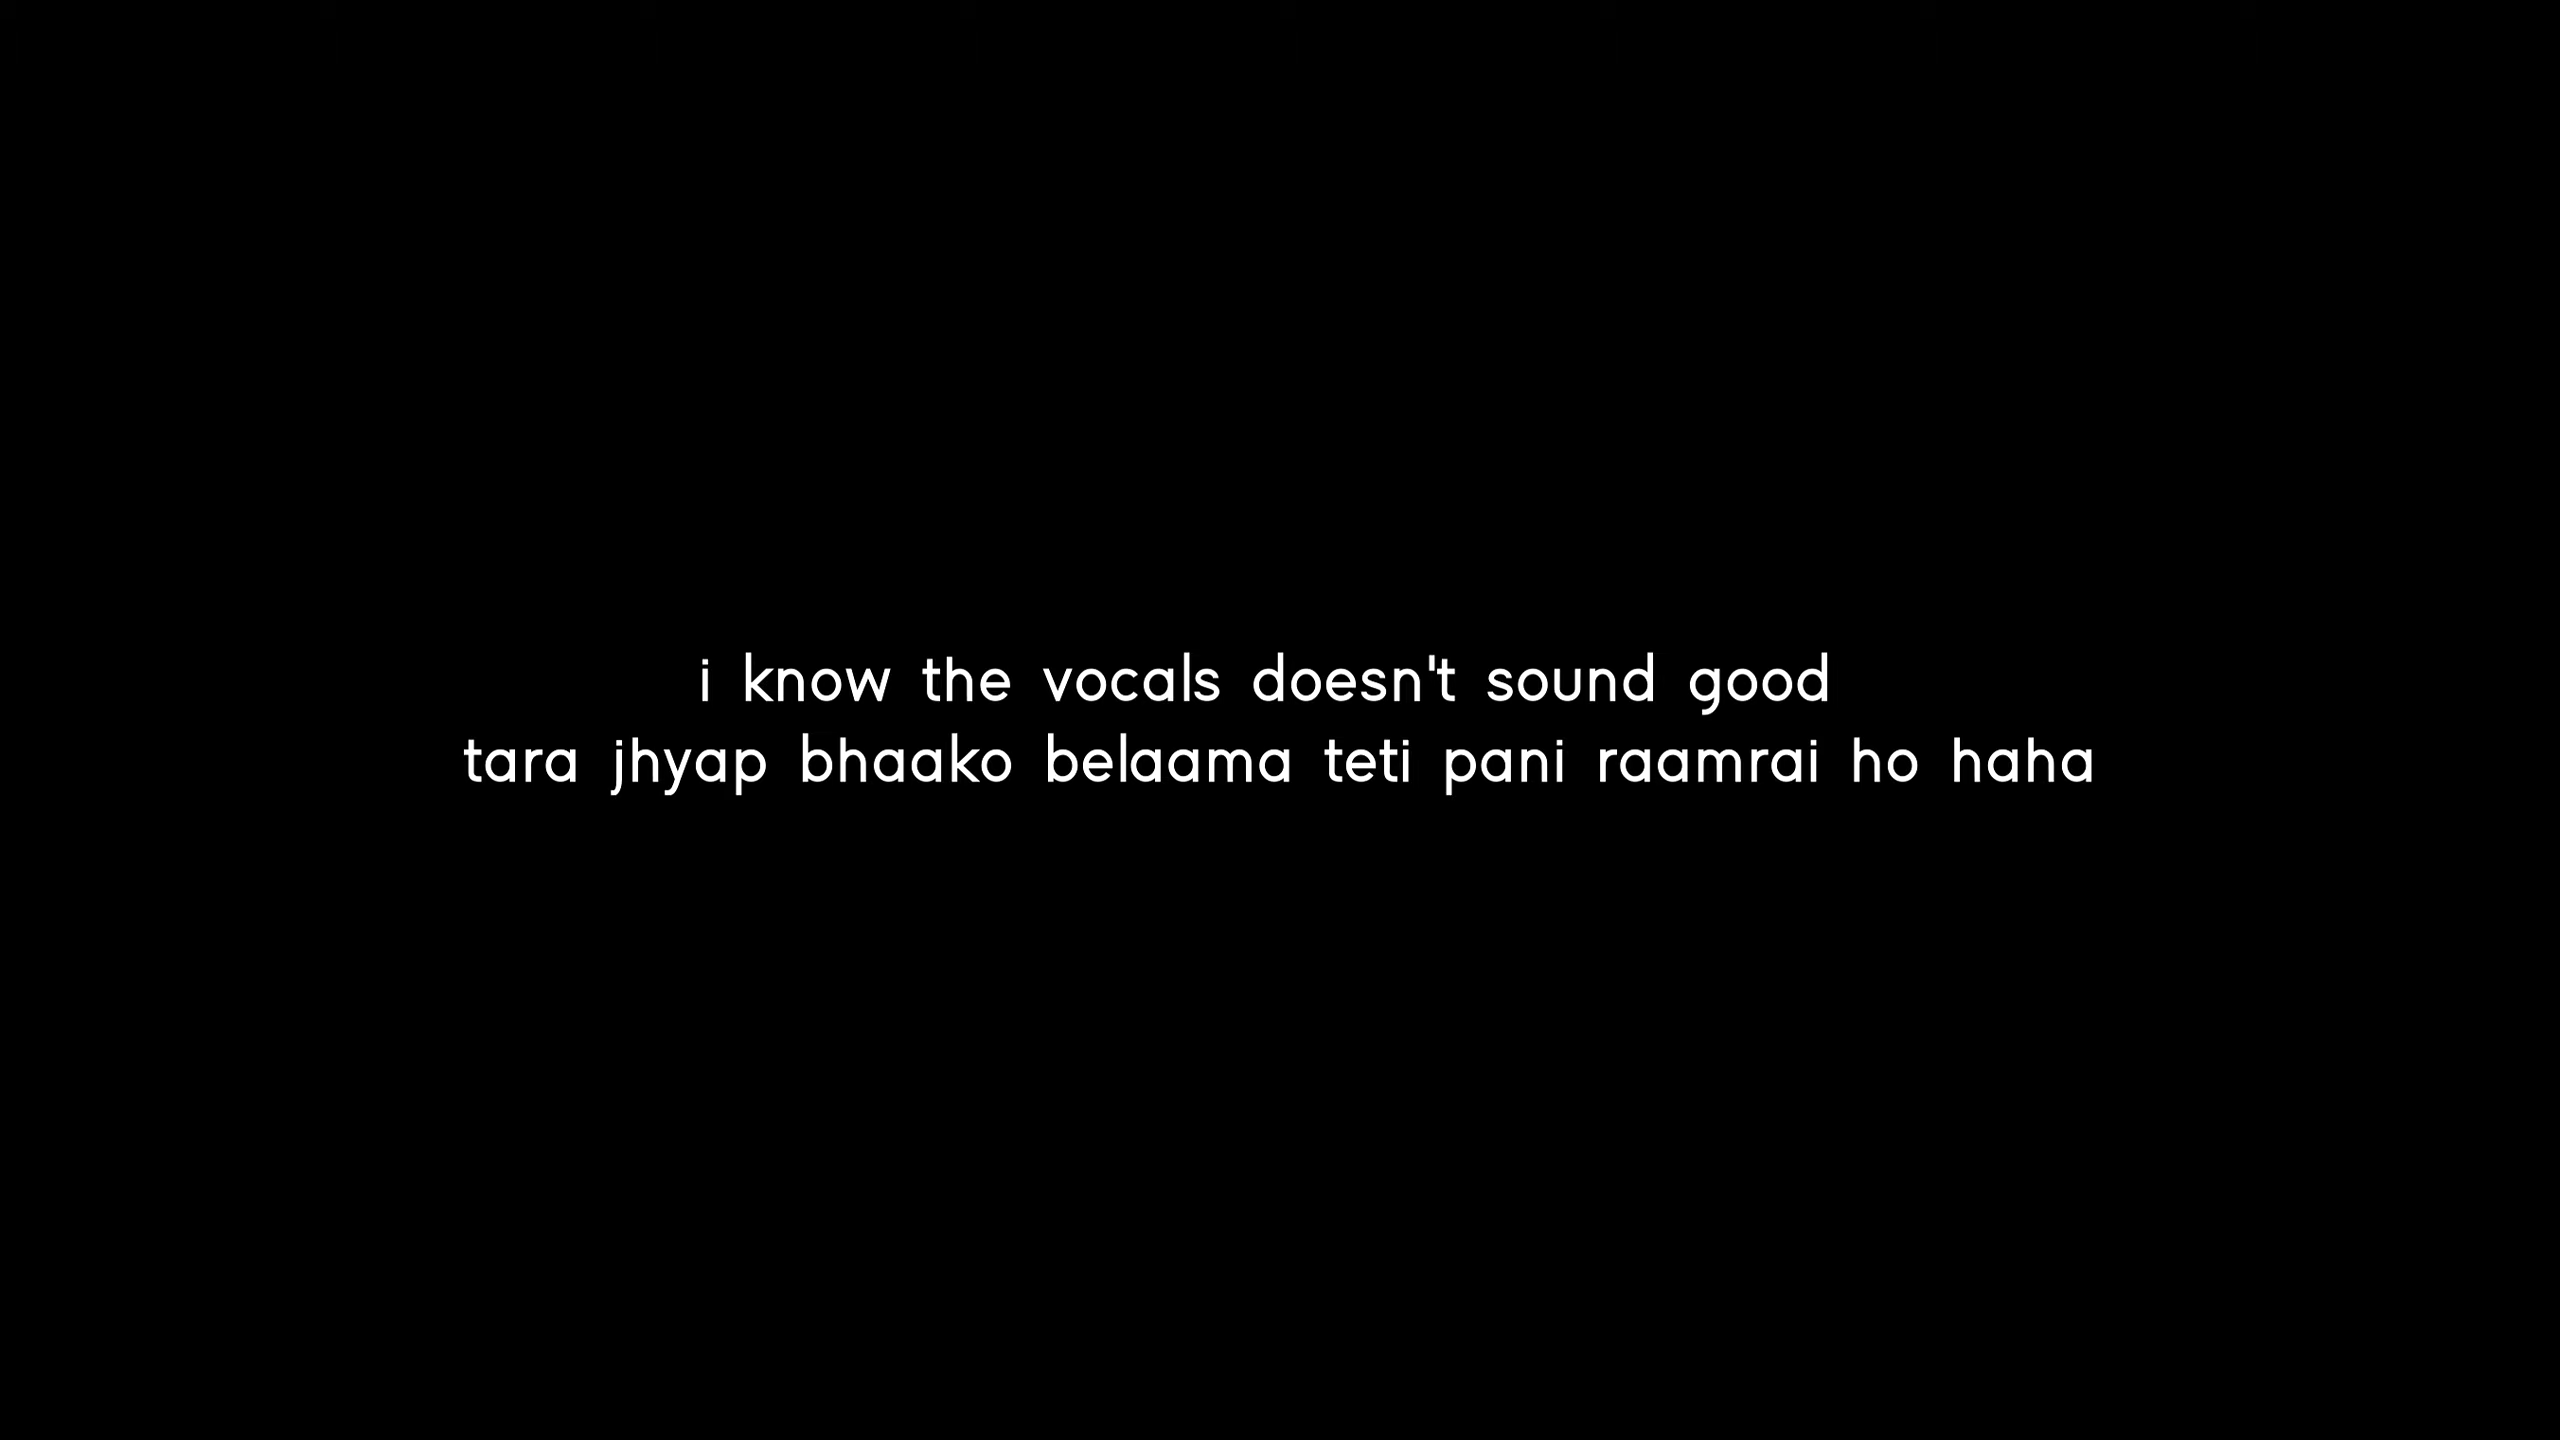 i know the vocals doesn't sound good
tara jhyap bhaako belaama teti pani raamrai ho haha